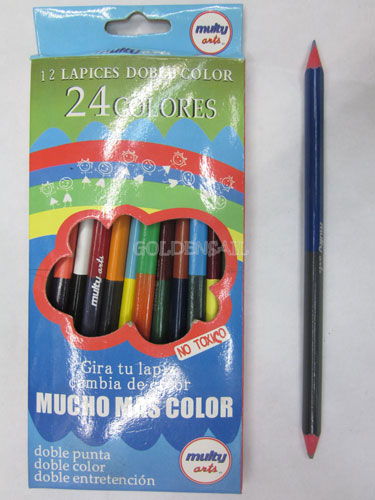 multy
arts
12 LAPICES DOBLE COLOR
24 COLORES
GOLDENSAIL
multy arts
NO TOXICO
Gira tu lapiz
cambia de color
MUCHO MAS COLOR
doble punta
doble color
doble entretención
multy
arts